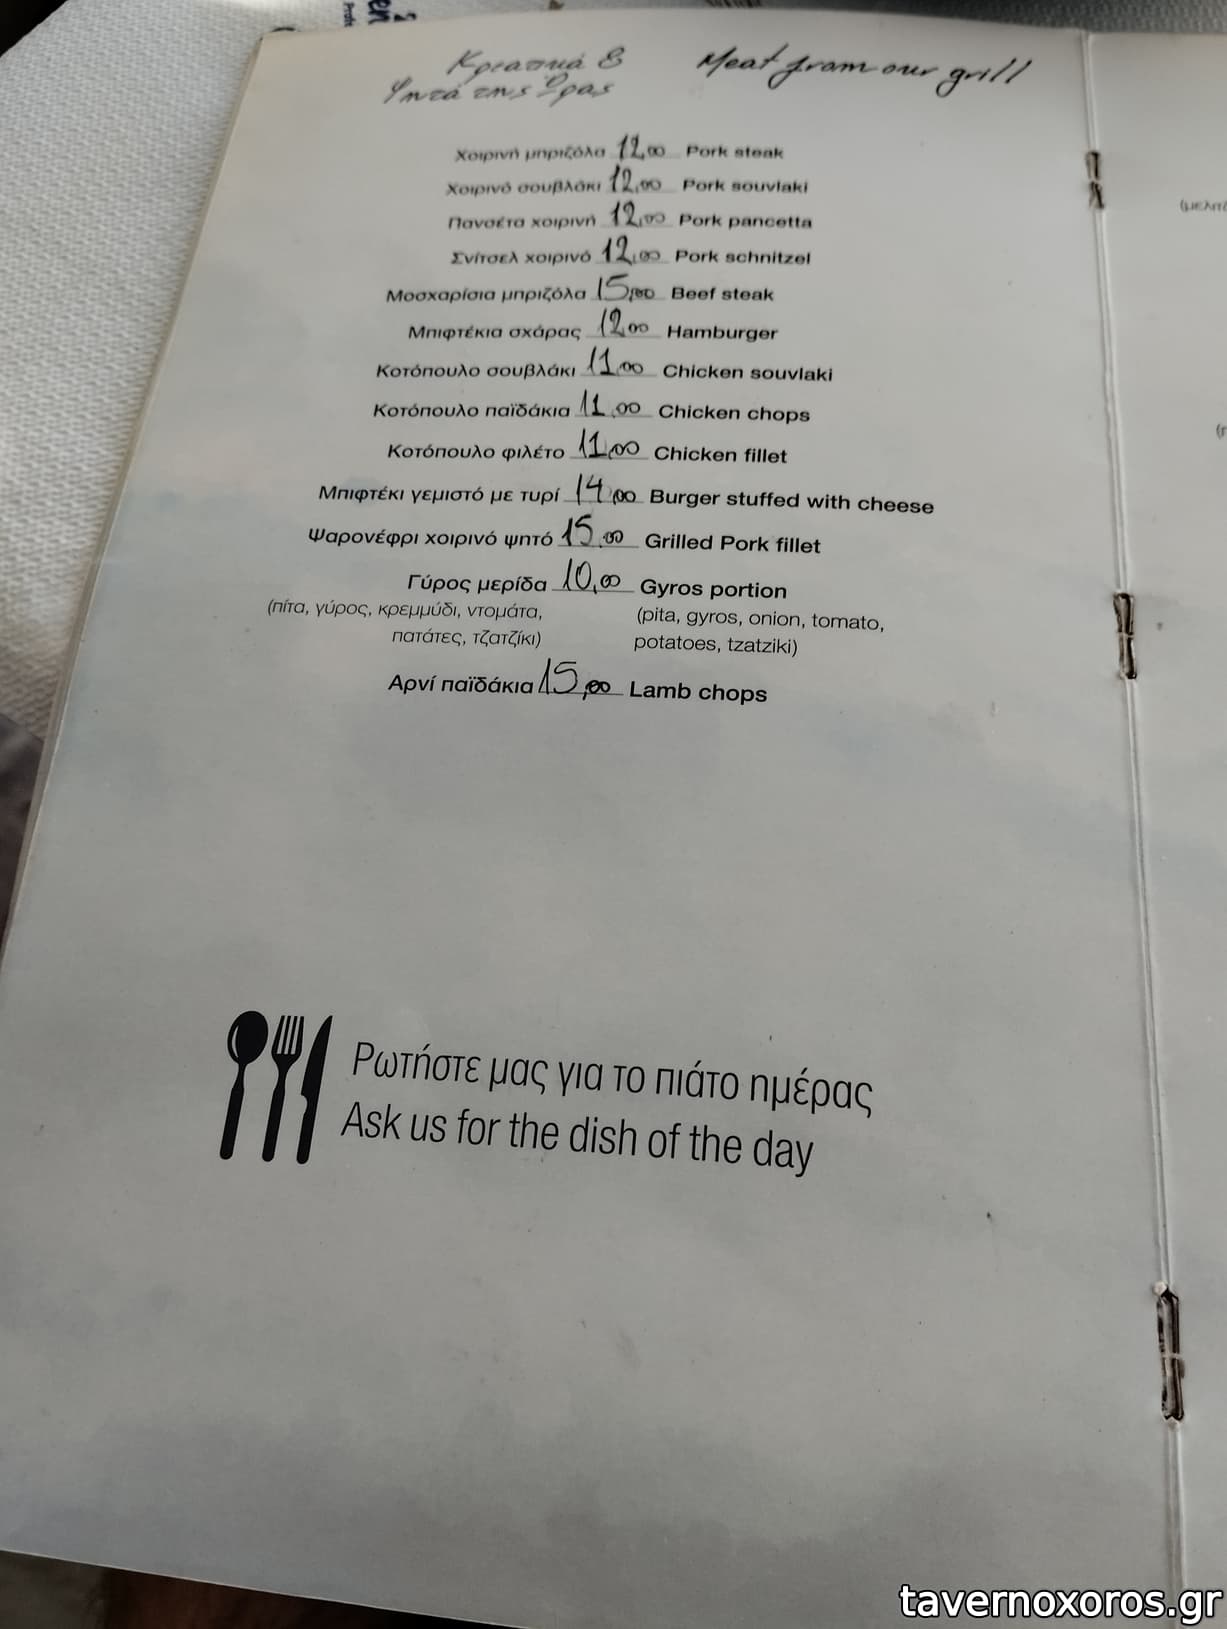 Κρεατικά & Meat from our grill
Ψητά της Ώρας
Χοιρινή μπριζόλα 12,00 Pork steak
Χοιρινό σουβλάκι 12,00 Pork souvlaki
Πανσέτα χοιρινή 12,00 Pork pancetta
Σνίτσελ χοιρινό 12,00 Pork schnitzel
Μοσχαρίσια μπριζόλα 15,00 Beef steak
Μπιφτέκια σχάρας 12,00 Hamburger
Κοτόπουλο σουβλάκι 11,00 Chicken souvlaki
Κοτόπουλο παϊδάκια 11,00 Chicken chops
Κοτόπουλο φιλέτο 11,00 Chicken fillet
Μπιφτέκι γεμιστό με τυρί 14,00 Burger stuffed with cheese
Ψαρονέφρι χοιρινό ψητό 15,00 Grilled Pork fillet
Γύρος μερίδα 10,00 Gyros portion
(πίτα, γύρος, κρεμμύδι, ντομάτα, (pita, gyros, onion, tomato,
πατάτες, τζατζίκι) potatoes, tzatziki)
Αρνί παϊδάκια 15,00 Lamb chops
Ρωτήστε μας για το πιάτο ημέρας
Ask us for the dish of the day
tavernoxoros.gr